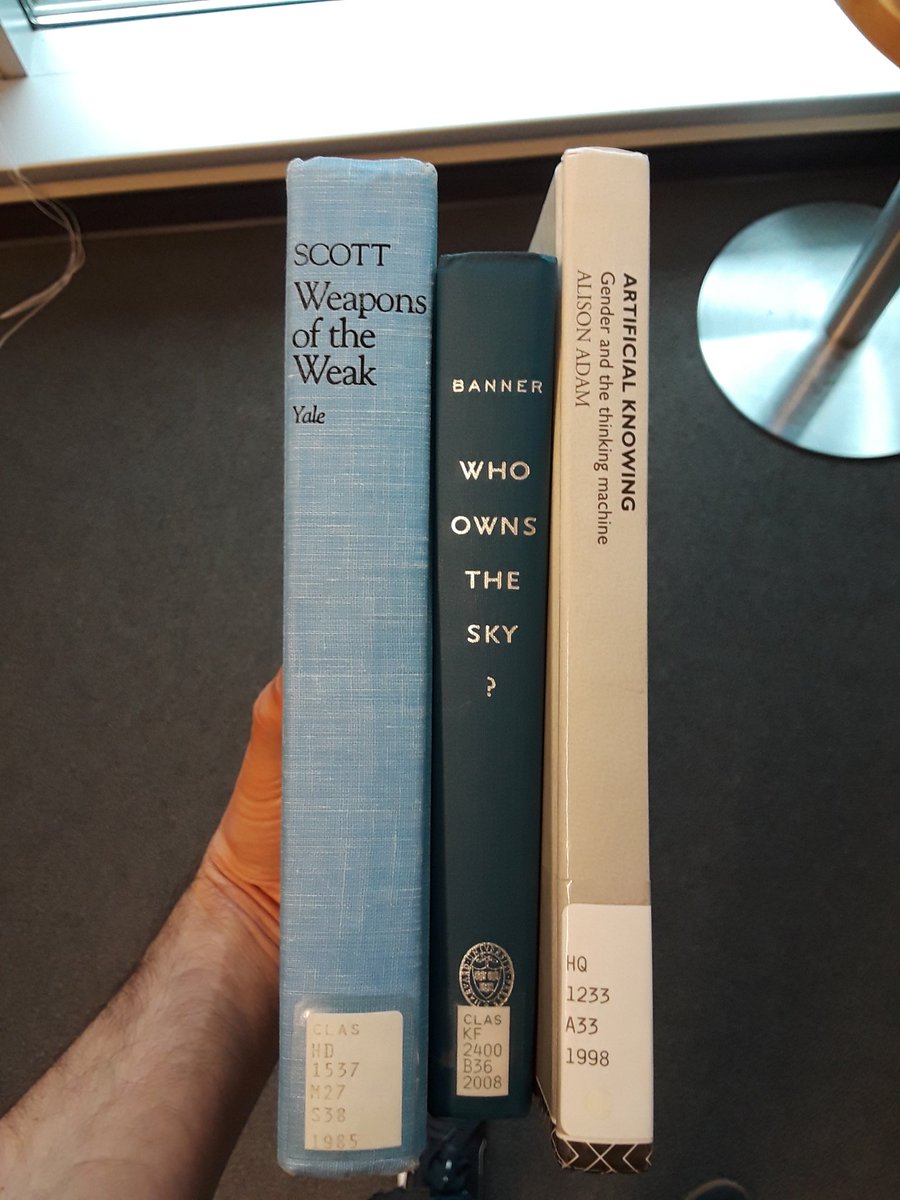 SCOTT
Weapons
of the
Weak
Yale
CLAS
HD
1537
M27
S38
1985
BANNER
WHO
OWNS
THE
SKY
?
CLAS
KF
2400
B36
2008
ARTIFICIAL KNOWING
Gender and the thinking machine
ALISON ADAM
HQ
1233
A33
1998